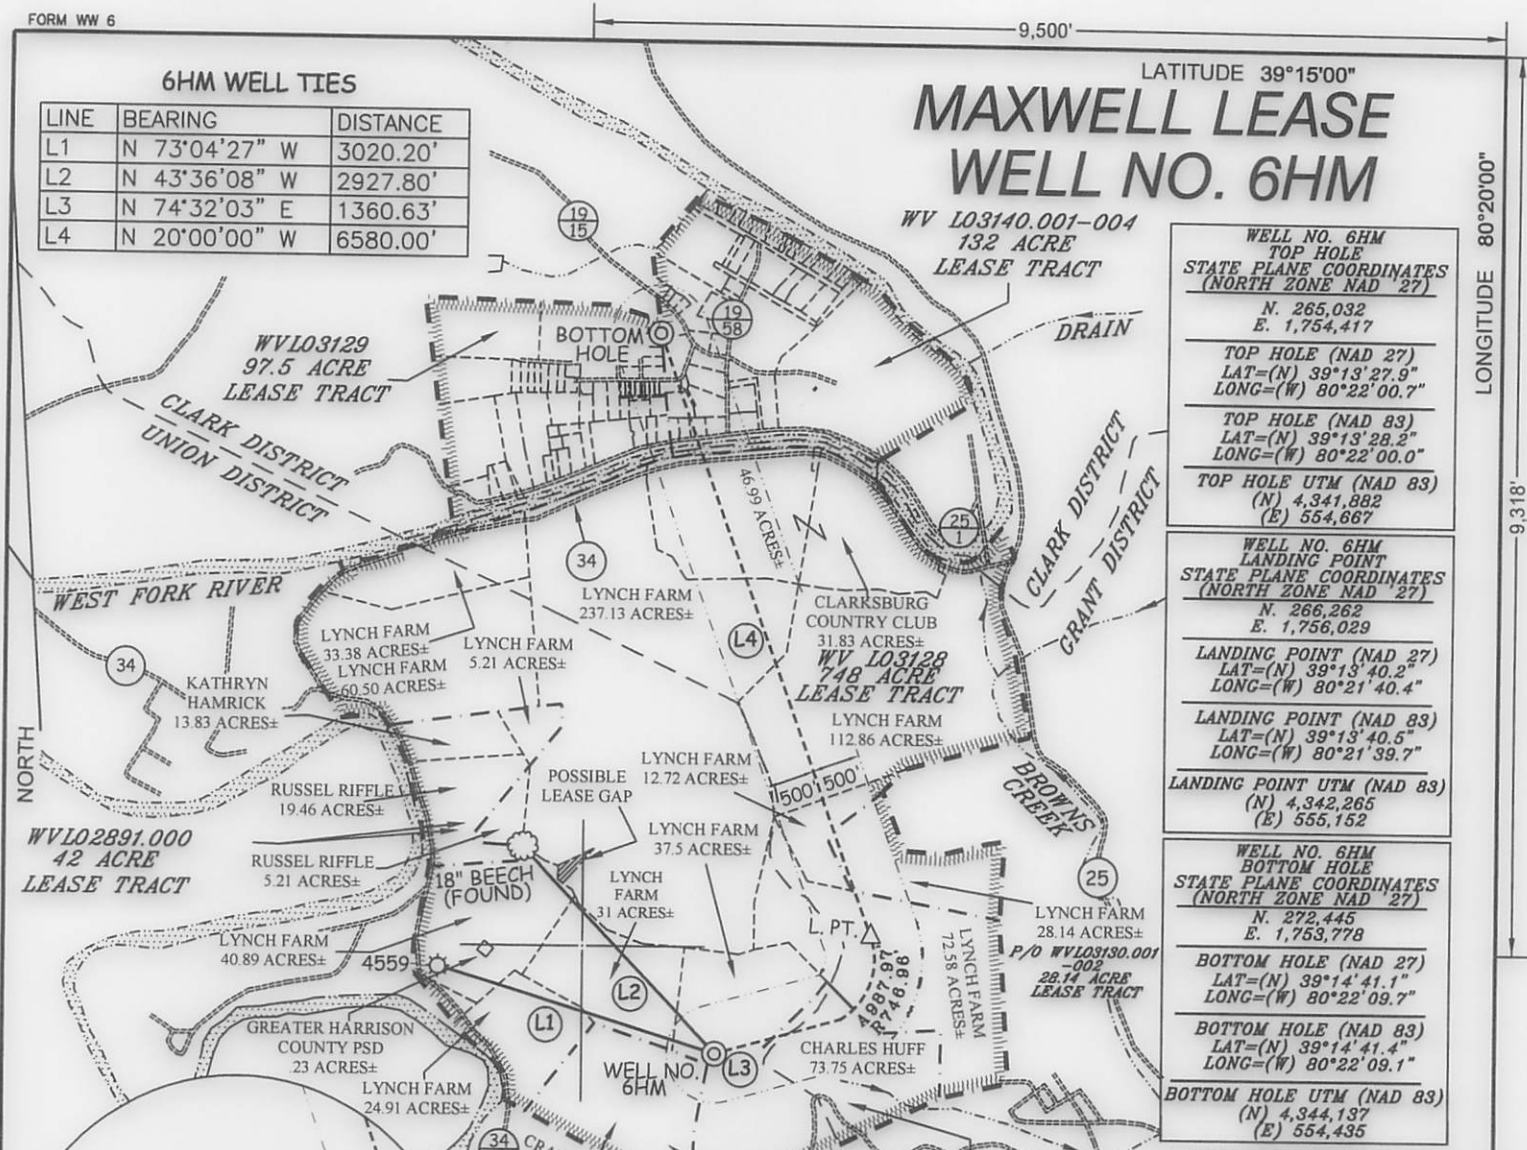 FORM WW 6
9,500'
LATITUDE 39°15'00"
MAXWELL LEASE
WELL NO. 6HM
6HM WELL TIES
LINE BEARING DISTANCE
L1 N 73°04'27" W 3020.20'
L2 N 43°36'08" W 2927.80'
L3 N 74°32'03" E 1360.63'
L4 N 20°00'00" W 6580.00'
LONGITUDE 80°20'00"
9,318'
NORTH
19
15
WV L03140.001-004
132 ACRE
LEASE TRACT
19
58
DRAIN
BOTTOM
HOLE
WVL03129
97.5 ACRE
LEASE TRACT
CLARK DISTRICT
UNION DISTRICT
46.99 ACRES±
25
1
CLARK DISTRICT
GRANT DISTRICT
34
WEST FORK RIVER
LYNCH FARM
237.13 ACRES±
CLARKSBURG
COUNTRY CLUB
31.83 ACRES±
LYNCH FARM
33.38 ACRES±
LYNCH FARM
5.21 ACRES±
LYNCH FARM
60.50 ACRES±
L4
WV L03128
748 ACRE
LEASE TRACT
34
KATHRYN
HAMRICK
13.83 ACRES±
LYNCH FARM
112.86 ACRES±
LYNCH FARM
12.72 ACRES±
POSSIBLE
LEASE GAP
500' 500'
BROWNS
CREEK
RUSSEL RIFFLE
19.46 ACRES±
WVL02891.000
42 ACRE
LEASE TRACT
LYNCH FARM
37.5 ACRES±
RUSSEL RIFFLE
5.21 ACRES±
18" BEECH
(FOUND)
LYNCH
FARM
31 ACRES±
25
LYNCH FARM
28.14 ACRES±
P/O WVL03130.001
-002
28.14 ACRE
LEASE TRACT
L. PT.
LYNCH FARM
72.58 ACRES±
LYNCH FARM
40.89 ACRES±
4559
L2
L1
A987.97'
R746.96'
GREATER HARRISON
COUNTY PSD
.23 ACRES±
WELL NO.
6HM
L3
CHARLES HUFF
73.75 ACRES±
LYNCH FARM
24.91 ACRES±
34
WELL NO. 6HM
TOP HOLE
STATE PLANE COORDINATES
(NORTH ZONE NAD '27)
N. 265,032
E. 1,754,417
TOP HOLE (NAD 27)
LAT=(N) 39°13'27.9"
LONG=(W) 80°22'00.7"
TOP HOLE (NAD 83)
LAT=(N) 39°13'28.2"
LONG=(W) 80°22'00.0"
TOP HOLE UTM (NAD 83)
(N) 4,341,882
(E) 554,667
WELL NO. 6HM
LANDING POINT
STATE PLANE COORDINATES
(NORTH ZONE NAD '27)
N. 266,262
E. 1,756,029
LANDING POINT (NAD 27)
LAT=(N) 39°13'40.2"
LONG=(W) 80°21'40.4"
LANDING POINT (NAD 83)
LAT=(N) 39°13'40.5"
LONG=(W) 80°21'39.7"
LANDING POINT UTM (NAD 83)
(N) 4,342,265
(E) 555,152
WELL NO. 6HM
BOTTOM HOLE
STATE PLANE COORDINATES
(NORTH ZONE NAD '27)
N. 272,445
E. 1,753,778
BOTTOM HOLE (NAD 27)
LAT=(N) 39°14'41.1"
LONG=(W) 80°22'09.7"
BOTTOM HOLE (NAD 83)
LAT=(N) 39°14'41.4"
LONG=(W) 80°22'09.1"
BOTTOM HOLE UTM (NAD 83)
(N) 4,344,137
(E) 554,435